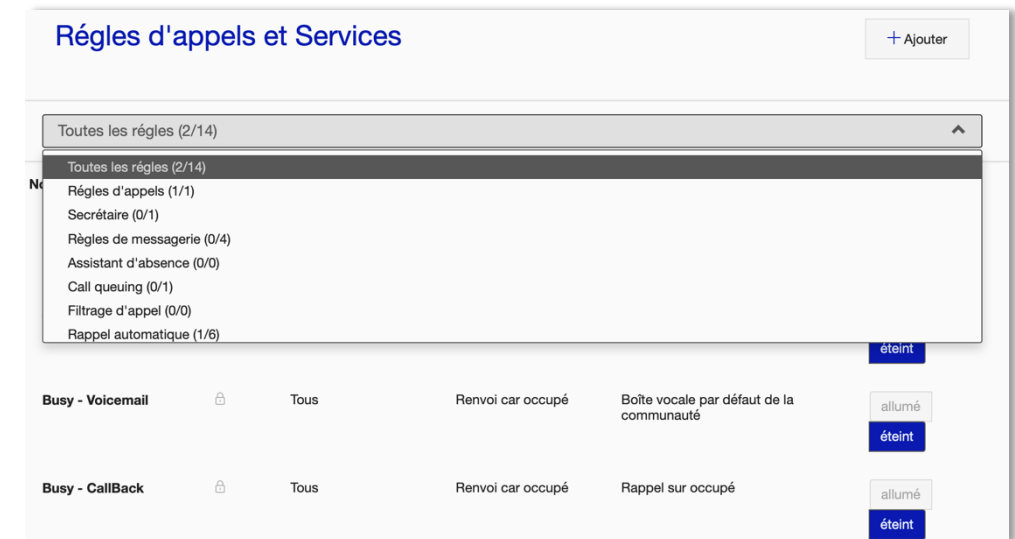 Régles d'appels et Services
+ Ajouter
Toutes les régles (2/14)
Toutes les régles (2/14)
Régles d'appels (1/1)
Secrétaire (0/1)
Règles de messagerie (0/4)
Assistant d'absence (0/0)
Call queuing (0/1)
Filtrage d'appel (0/0)
Rappel automatique (1/6)
éteint
Busy - Voicemail Tous Renvoi car occupé Boîte vocale par défaut de la
communauté
allumé
éteint
Busy - CallBack Tous Renvoi car occupé Rappel sur occupé
allumé
éteint